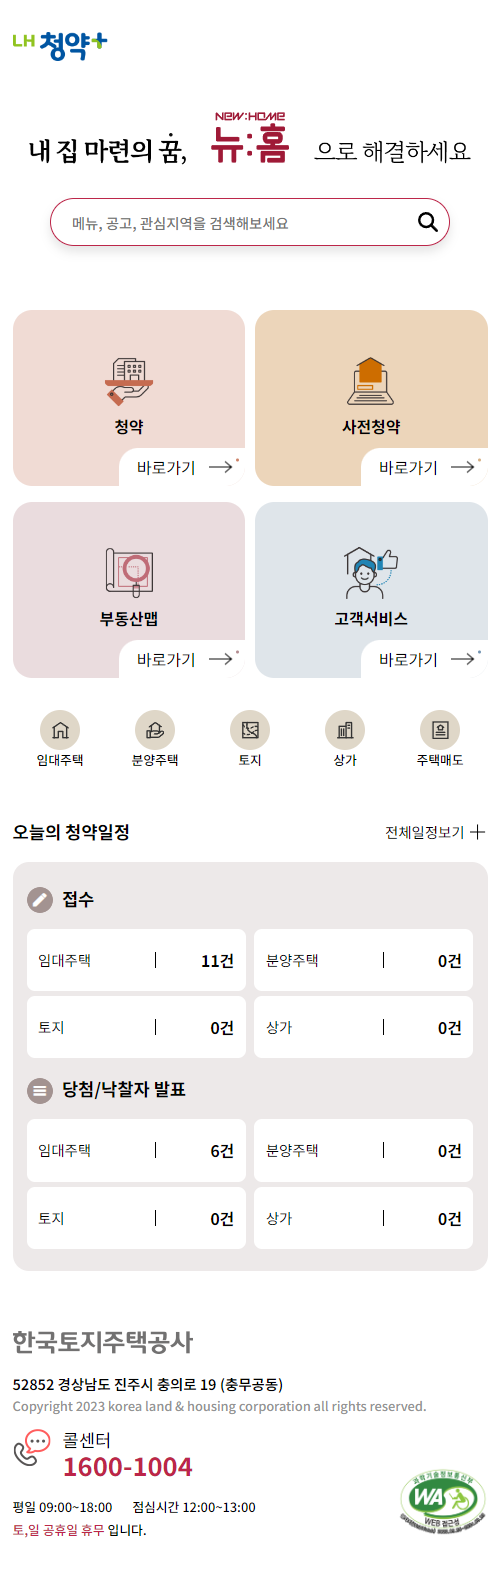 LH 청약+
NEW:HOME
내 집 마련의 꿈, 뉴:홈 으로 해결하세요
메뉴, 공고, 관심지역을 검색해보세요
청약
바로가기
사전청약
바로가기
부동산맵
바로가기
고객서비스
바로가기
임대주택 분양주택 토지 상가 주택매도
오늘의 청약일정 전체일정보기
접수
임대주택 11건 분양주택 0건
토지 0건 상가 0건
당첨/낙찰자 발표
임대주택 6건 분양주택 0건
토지 0건 상가 0건
한국토지주택공사
52852 경상남도 진주시 충의로 19 (충무공동)
Copyright 2023 korea land & housing corporation all rights reserved.
콜센터
1600-1004
평일 09:00~18:00 점심시간 12:00~13:00
토,일 공휴일 휴무 입니다.
과학기술정보통신부
WA
WEB 접근성